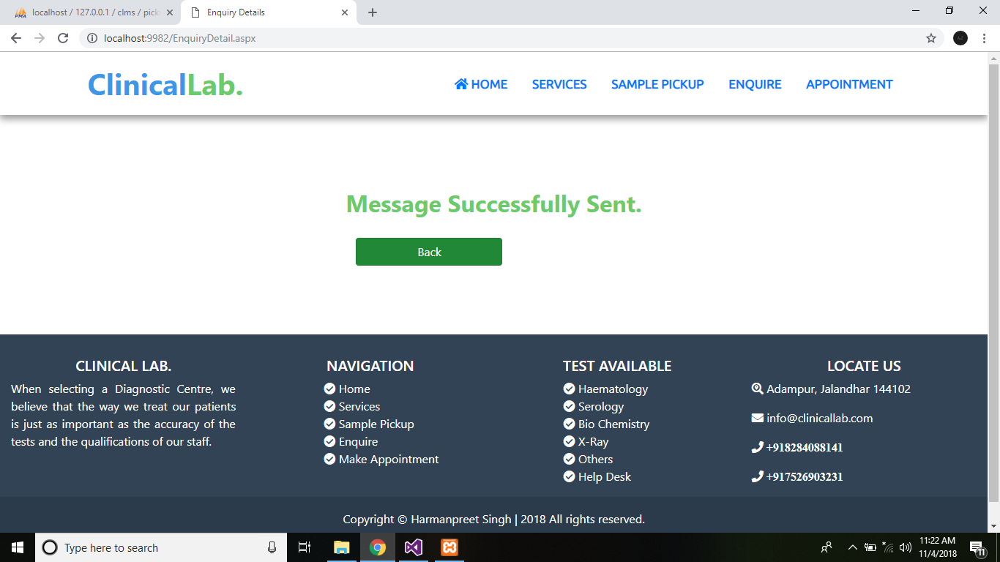 localhost / 127.0.0.1 / clms / pick
Enquiry Details
localhost:9982/EnquiryDetail.aspx
ClinicalLab.
HOME SERVICES SAMPLE PICKUP ENQUIRE APPOINTMENT
Message Successfully Sent.
Back
CLINICAL LAB.
When selecting a Diagnostic Centre, we
believe that the way we treat our patients
is just as important as the accuracy of the
tests and the qualifications of our staff.
NAVIGATION
Home
Services
Sample Pickup
Enquire
Make Appointment
TEST AVAILABLE
Haematology
Serology
Bio Chemistry
X-Ray
Others
Help Desk
LOCATE US
Adampur, Jalandhar 144102
info@clinicallab.com
+918284088141
+917526903231
Copyright © Harmanpreet Singh | 2018 All rights reserved.
Type here to search
11:22 AM
11/4/2018
11